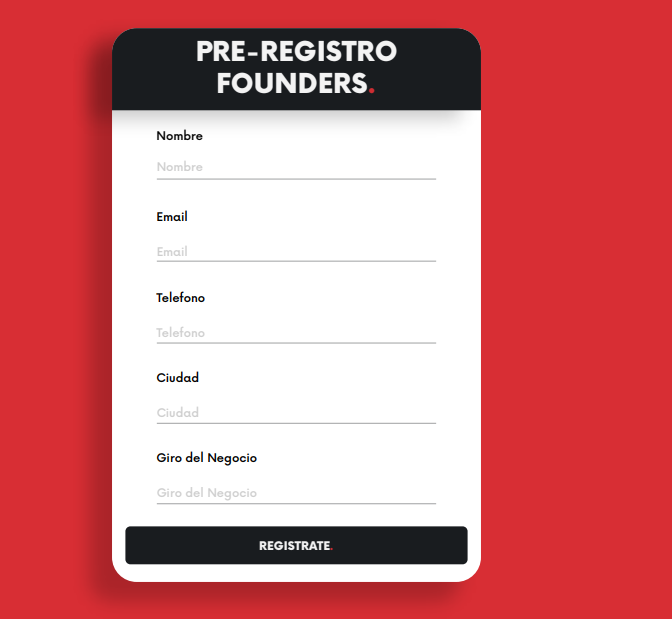 PRE-REGISTRO
FOUNDERS.
Nombre
Nombre
Email
Email
Telefono
Telefono
Ciudad
Ciudad
Giro del Negocio
Giro del Negocio
REGISTRATE.